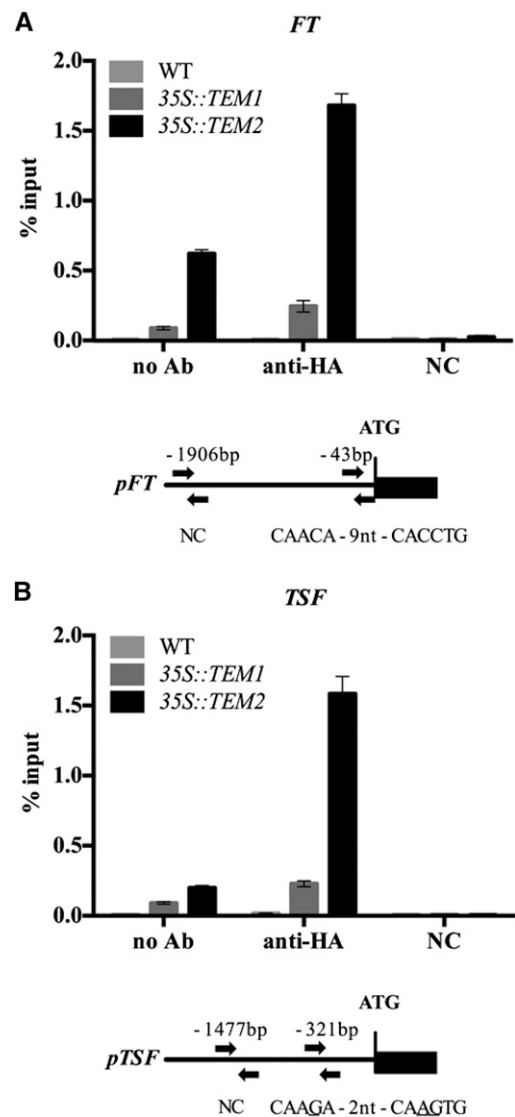 A
FT
2.0
1.5
1.0
0.5
0.0
% input
WT
35S::TEM1
35S::TEM2
no Ab
anti-HA
NC
ATG
-1906bp
-43bp
pFT
NC
CAACA - 9nt - CACCTG
B
TSF
2.0
1.5
1.0
0.5
0.0
% input
WT
35S::TEM1
35S::TEM2
no Ab
anti-HA
NC
ATG
-1477bp
-321bp
pTSF
NC
CAAGA - 2nt - CAAGTG